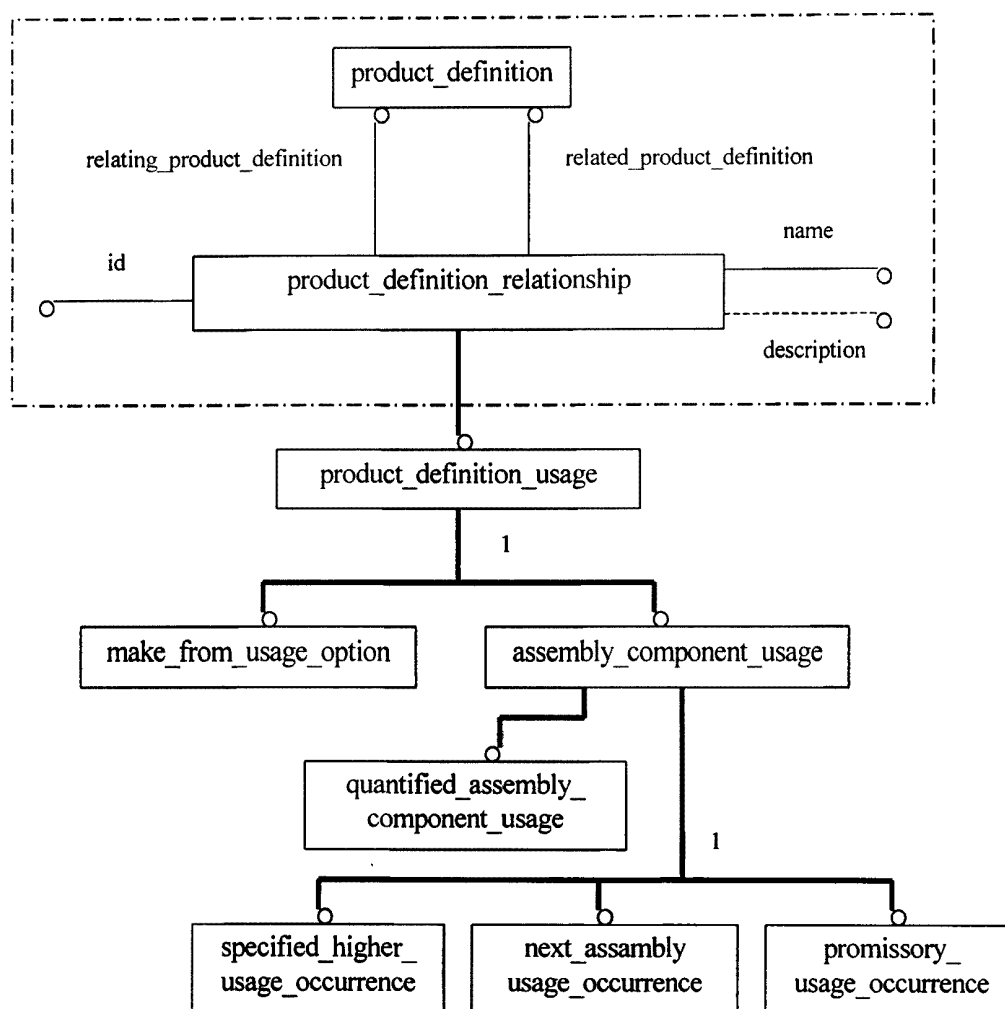 product_definition
relating_product_definition
related_product_definition
name
id
product_definition_relationship
description
product_definition_usage
1
make_from_usage_option
assembly_component_usage
quantified_assembly_
component_usage
1
specified_higher_
usage_occurrence
next_assambly
usage_occurrence
promissory_
usage_occurrence